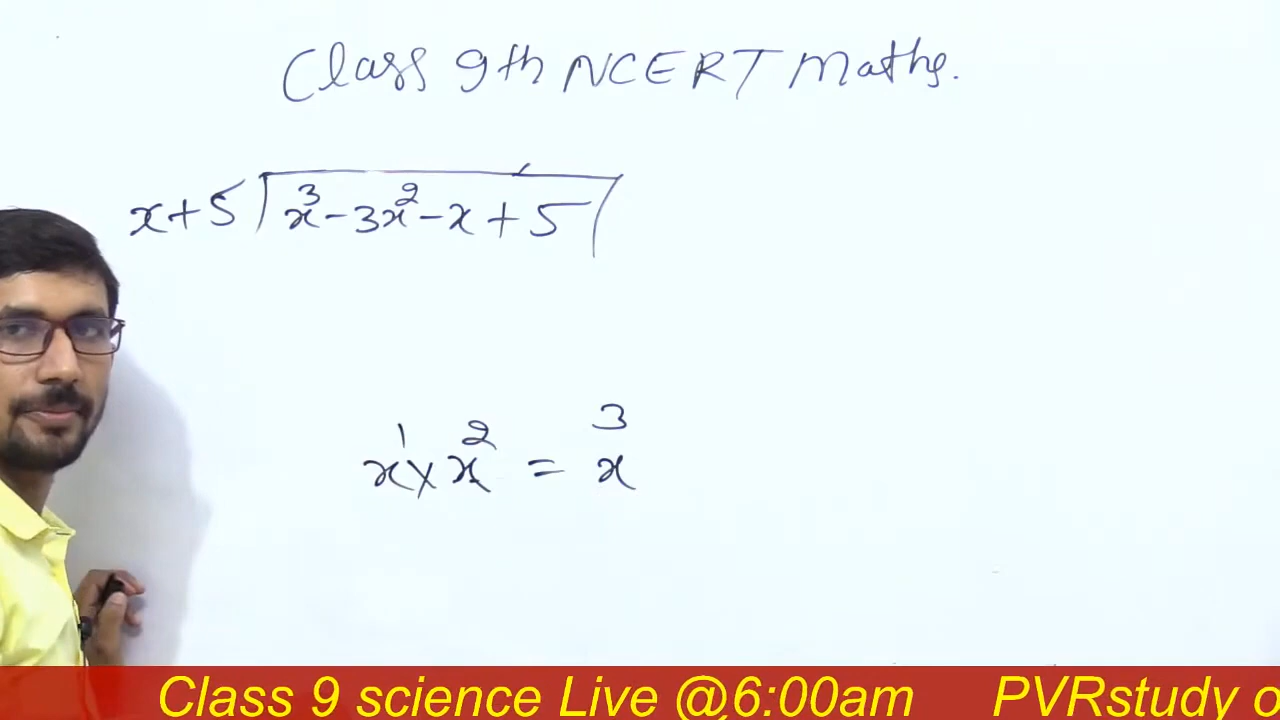 Class 9th NCERT Maths.
x+5 x³-3x²-x+5
x¹×x² = x³
Class 9 science Live @6:00am PVRstudy o